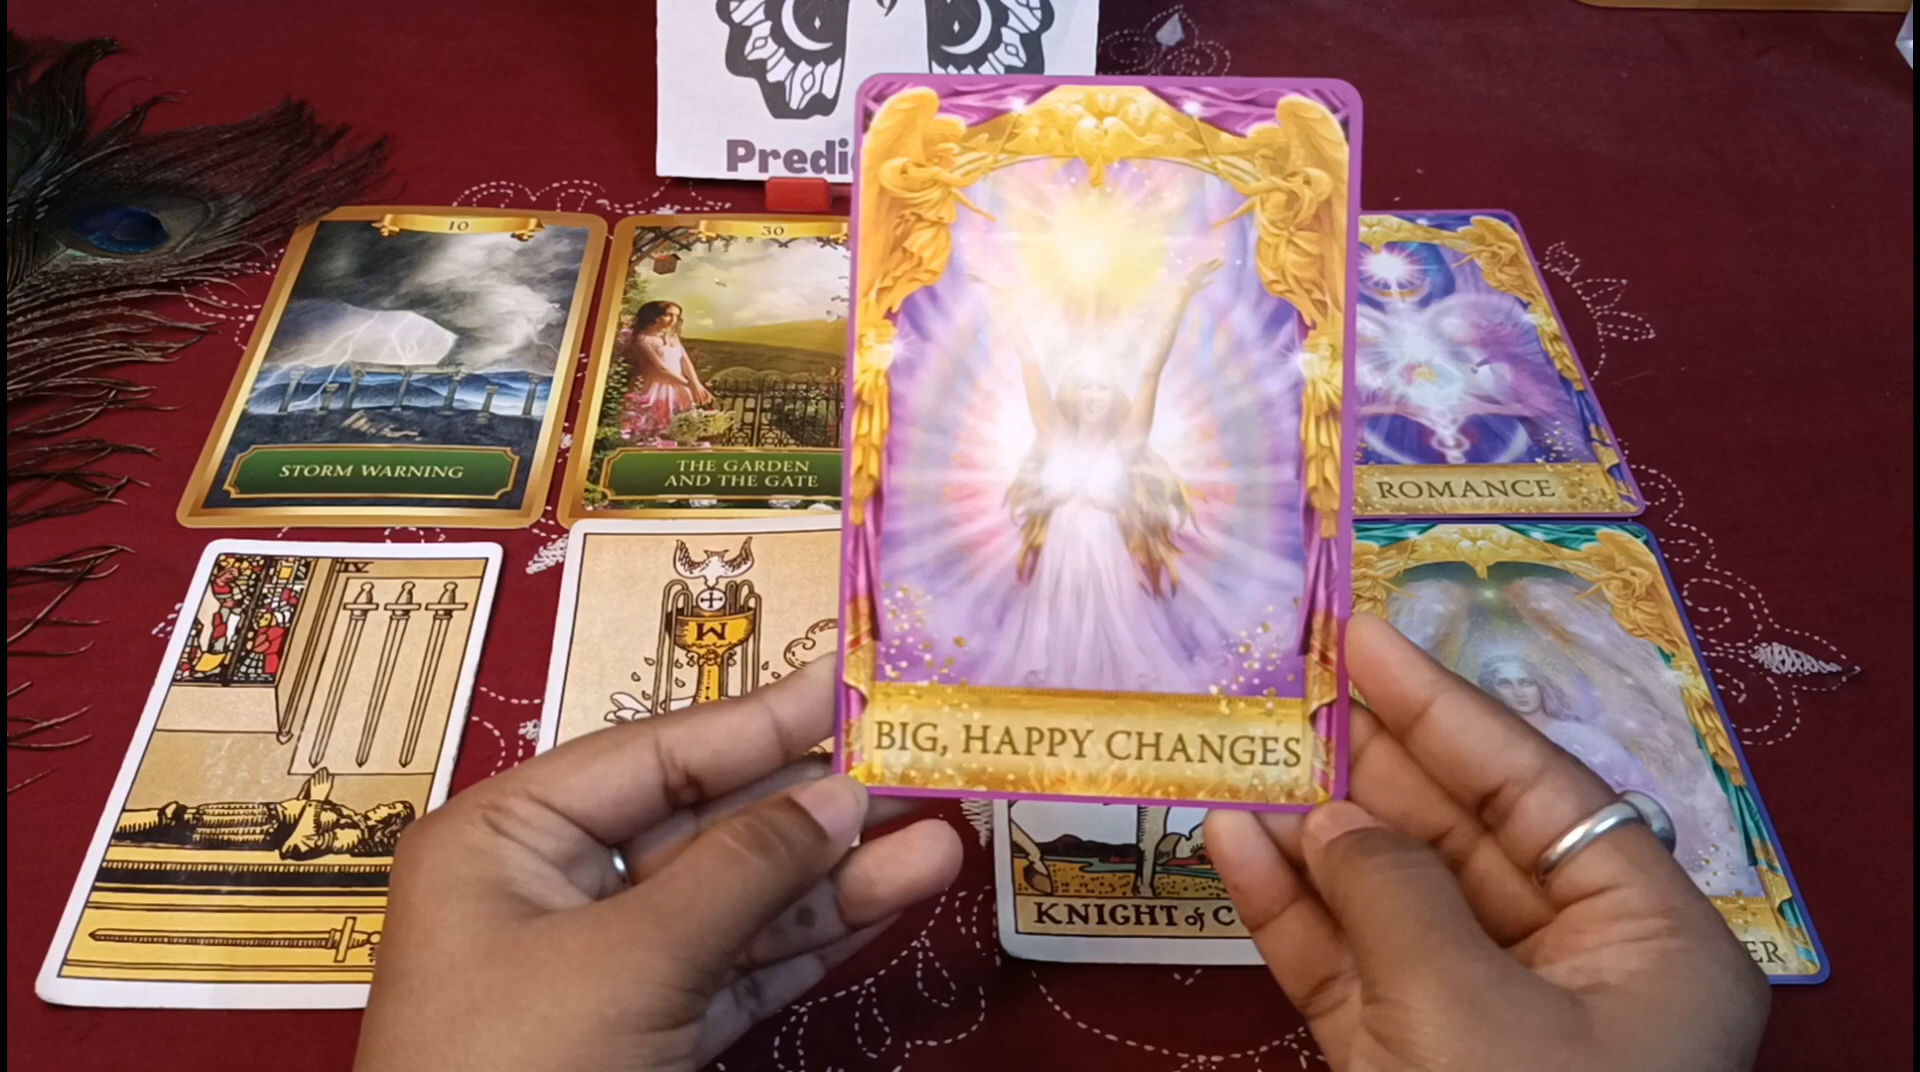 Predi
10
STORM WARNING
30
THE GARDEN
AND THE GATE
BIG, HAPPY CHANGES
ROMANCE
IV
KNIGHT of C
ER